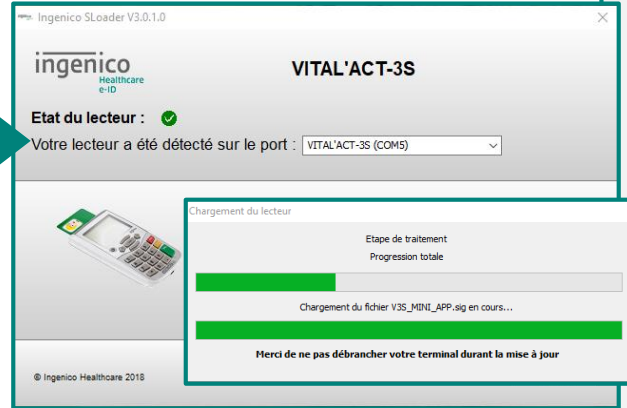 Ingenico SLoader V3.0.1.0
ingenico
Healthcare
e-ID
VITAL'ACT-3S
Etat du lecteur :
Votre lecteur a été détecté sur le port : VITAL'ACT-3S (COM5)
Chargement du lecteur
Etape de traitement
Progression totale
Chargement du fichier V3S_MINI_APP.sig en cours...
Merci de ne pas débrancher votre terminal durant la mise à jour
© Ingenico Healthcare 2018